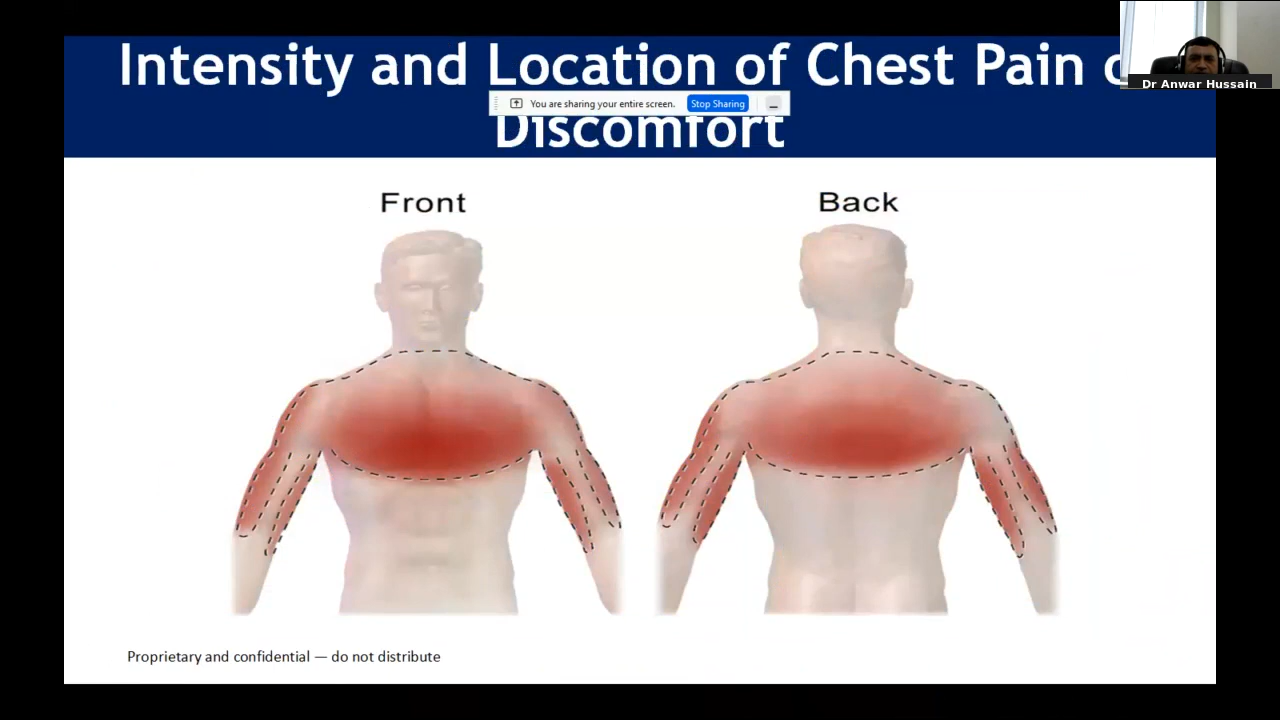 Intensity and Location of Chest Pain
Dr Anwar Hussain
You are sharing your entire screen. Stop Sharing
Discomfort
Front Back
Proprietary and confidential — do not distribute